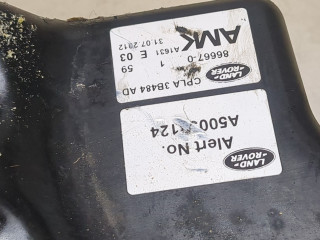 LAND-
ROVER
CPLA 3B484 AD
86667-0 1 59
A1631 E 03
31.07.2012
AMK
LAND-
ROVER
Alert No.